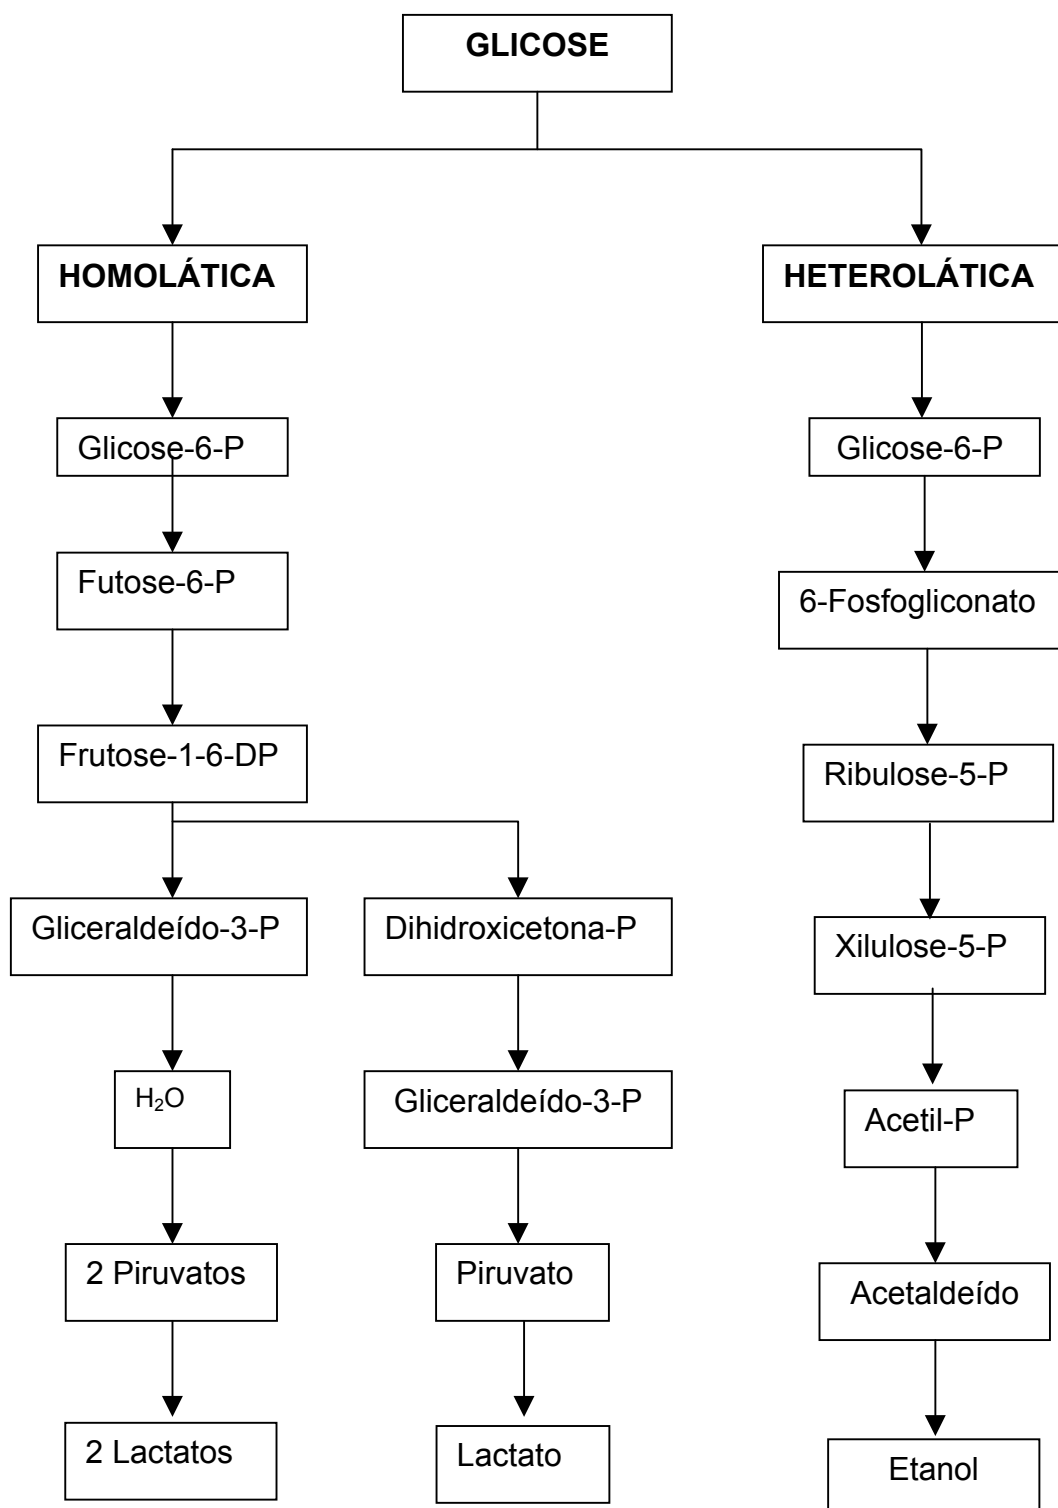 GLICOSE
HOMOLÁTICA
HETEROLÁTICA
Glicose-6-P
Glicose-6-P
Futose-6-P
6-Fosfogliconato
Frutose-1-6-DP
Ribulose-5-P
Gliceraldeído-3-P
Dihidroxicetona-P
Xilulose-5-P
H₂O
Gliceraldeído-3-P
Acetil-P
2 Piruvatos
Piruvato
Acetaldeído
2 Lactatos
Lactato
Etanol